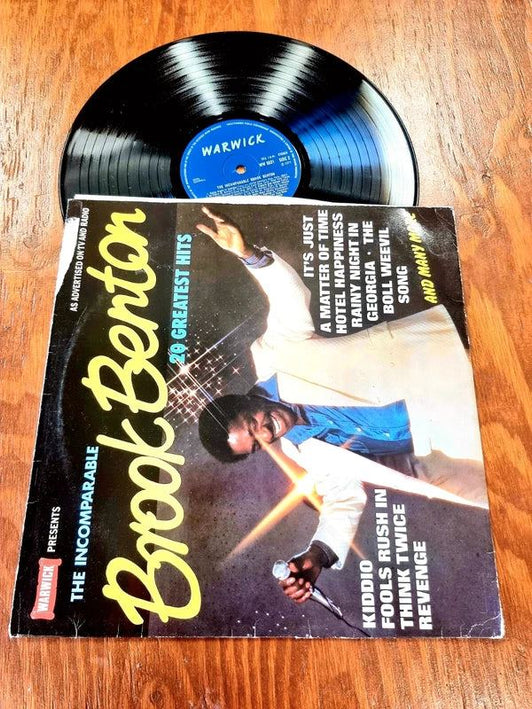 WARWICK
WARWICK
PRESENTS
AS ADVERTISED ON TV AND RADIO
THE INCOMPARABLE
Brook Benton
20 GREATEST HITS
IT'S JUST
A MATTER OF TIME
HOTEL HAPPINESS
RAINY NIGHT IN
GEORGIA · THE
BOLL WEEVIL
SONG
AND MANY MORE
KIDDIO
FOOLS RUSH IN
THINK TWICE
REVENGE